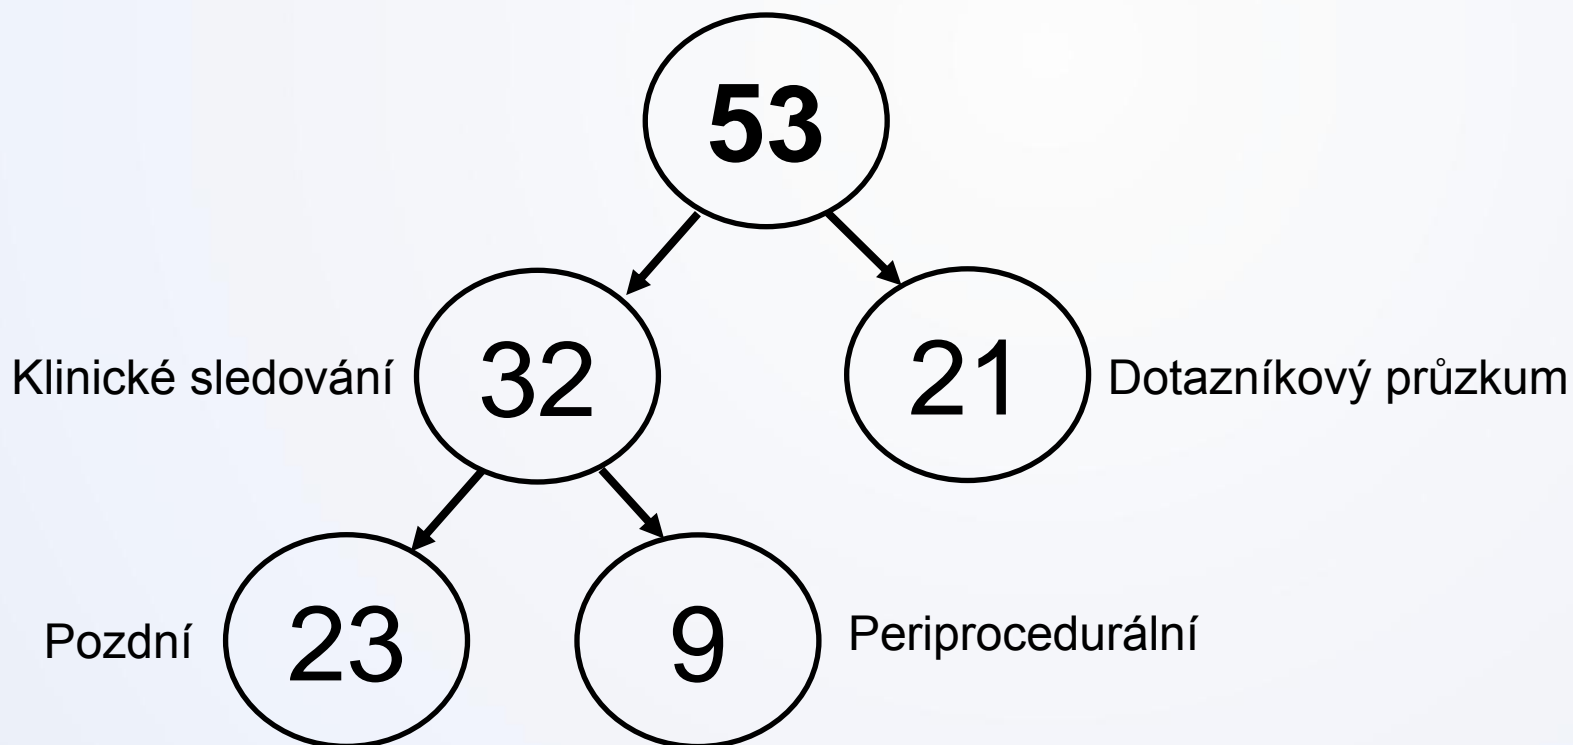 53
Klinické sledování
32
21
Dotazníkový průzkum
Pozdní
23
9
Periprocedurální